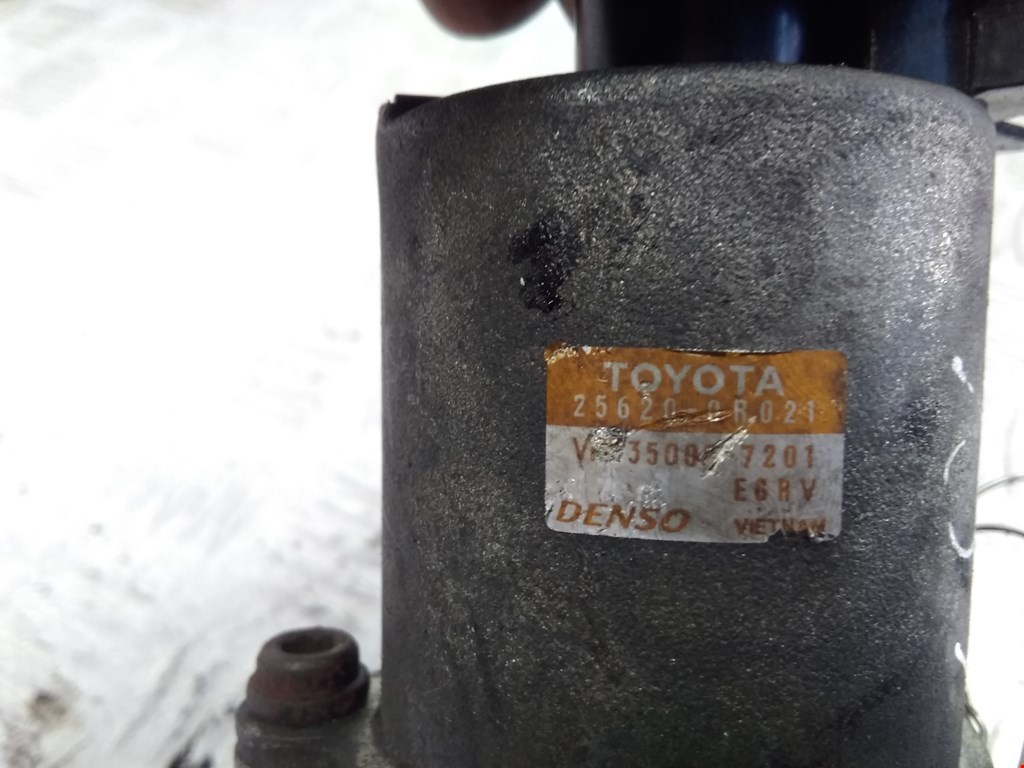 TOYOTA
25620-0R021
7201
E6RV
DENSO VIETNAM